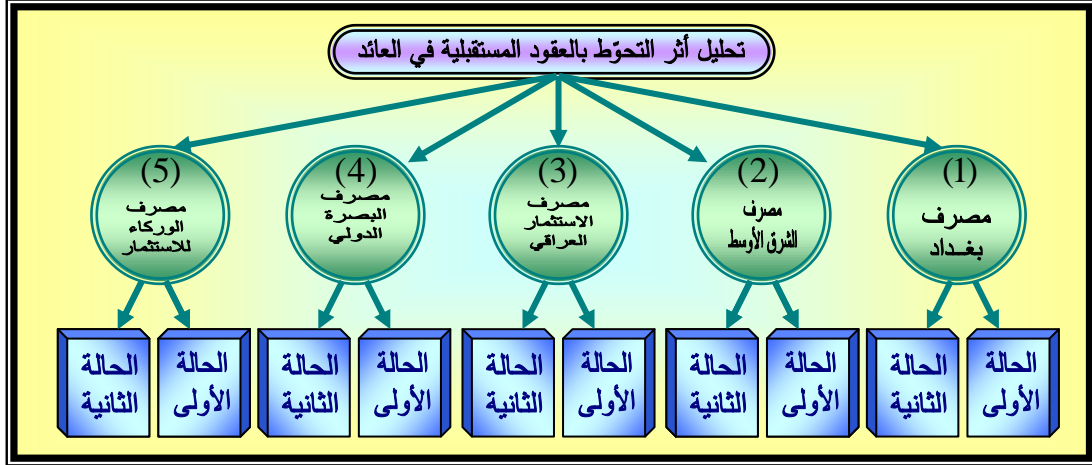 تحليل أثر التحوّط بالعقود المستقبلية في العائد
(1)
مصرف
بغــداد
(2)
مصرف
الشرق الأوسط
(3)
مصرف
الاستثمار
العراقي
(4)
مصرف
البصرة
الدولي
(5)
مصرف
الوركاء
للاستثمار
الحالة
الأولى
الحالة
الثانية
الحالة
الأولى
الحالة
الثانية
الحالة
الأولى
الحالة
الثانية
الحالة
الأولى
الحالة
الثانية
الحالة
الأولى
الحالة
الثانية